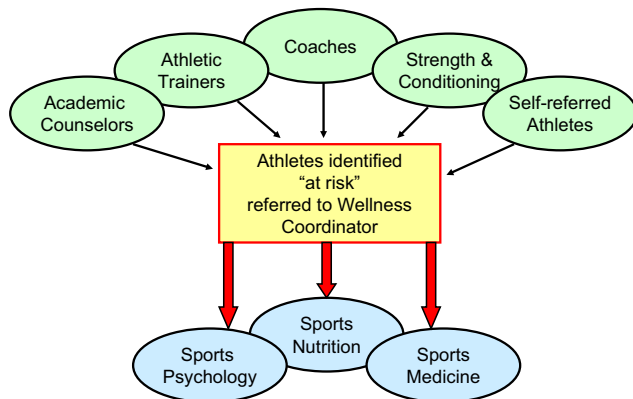 Coaches
Athletic
Trainers
Strength &
Conditioning
Academic
Counselors
Self-referred
Athletes
Athletes identified
“at risk”
referred to Wellness
Coordinator
Sports
Nutrition
Sports
Psychology
Sports
Medicine